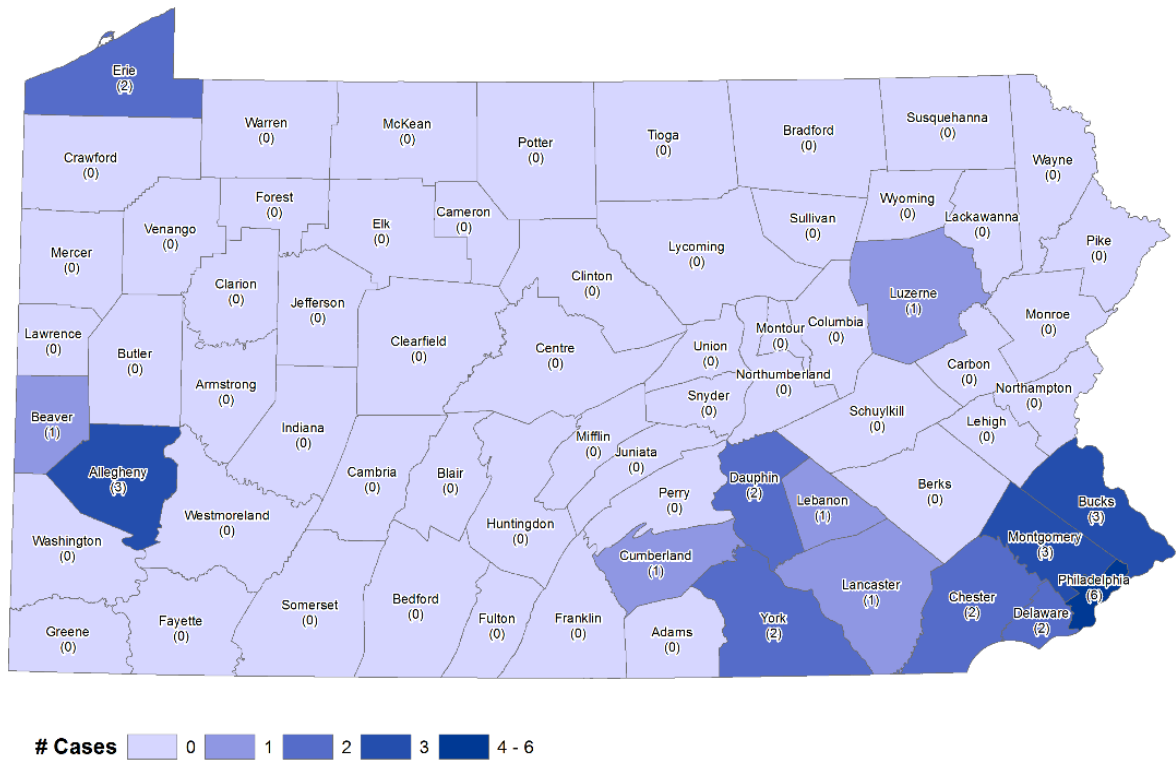 Erie
(2)
Warren
(0)
McKean
(0)
Potter
(0)
Tioga
(0)
Bradford
(0)
Susquehanna
(0)
Wayne
(0)
Crawford
(0)
Forest
(0)
Elk
(0)
Cameron
(0)
Venango
(0)
Sullivan
(0)
Wyoming
(0)
Lackawanna
(0)
Pike
(0)
Mercer
(0)
Clarion
(0)
Jefferson
(0)
Clinton
(0)
Lycoming
(0)
Luzerne
(1)
Monroe
(0)
Lawrence
(0)
Butler
(0)
Clearfield
(0)
Centre
(0)
Union
(0)
Montour
(0)
Columbia
(0)
Carbon
(0)
Northampton
(0)
Armstrong
(0)
Northumberland
(0)
Snyder
(0)
Schuylkill
(0)
Lehigh
(0)
Beaver
(1)
Indiana
(0)
Mifflin
(0)
Juniata
(0)
Allegheny
(3)
Cambria
(0)
Blair
(0)
Dauphin
(2)
Lebanon
(1)
Berks
(0)
Bucks
(3)
Perry
(0)
Westmoreland
(0)
Huntingdon
(0)
Washington
(0)
Cumberland
(1)
Montgomery
(3)
Philadelphia
(6)
Lancaster
(1)
Chester
(2)
Delaware
(2)
Greene
(0)
Fayette
(0)
Somerset
(0)
Bedford
(0)
Fulton
(0)
Franklin
(0)
Adams
(0)
York
(2)
# Cases 0 1 2 3 4 - 6